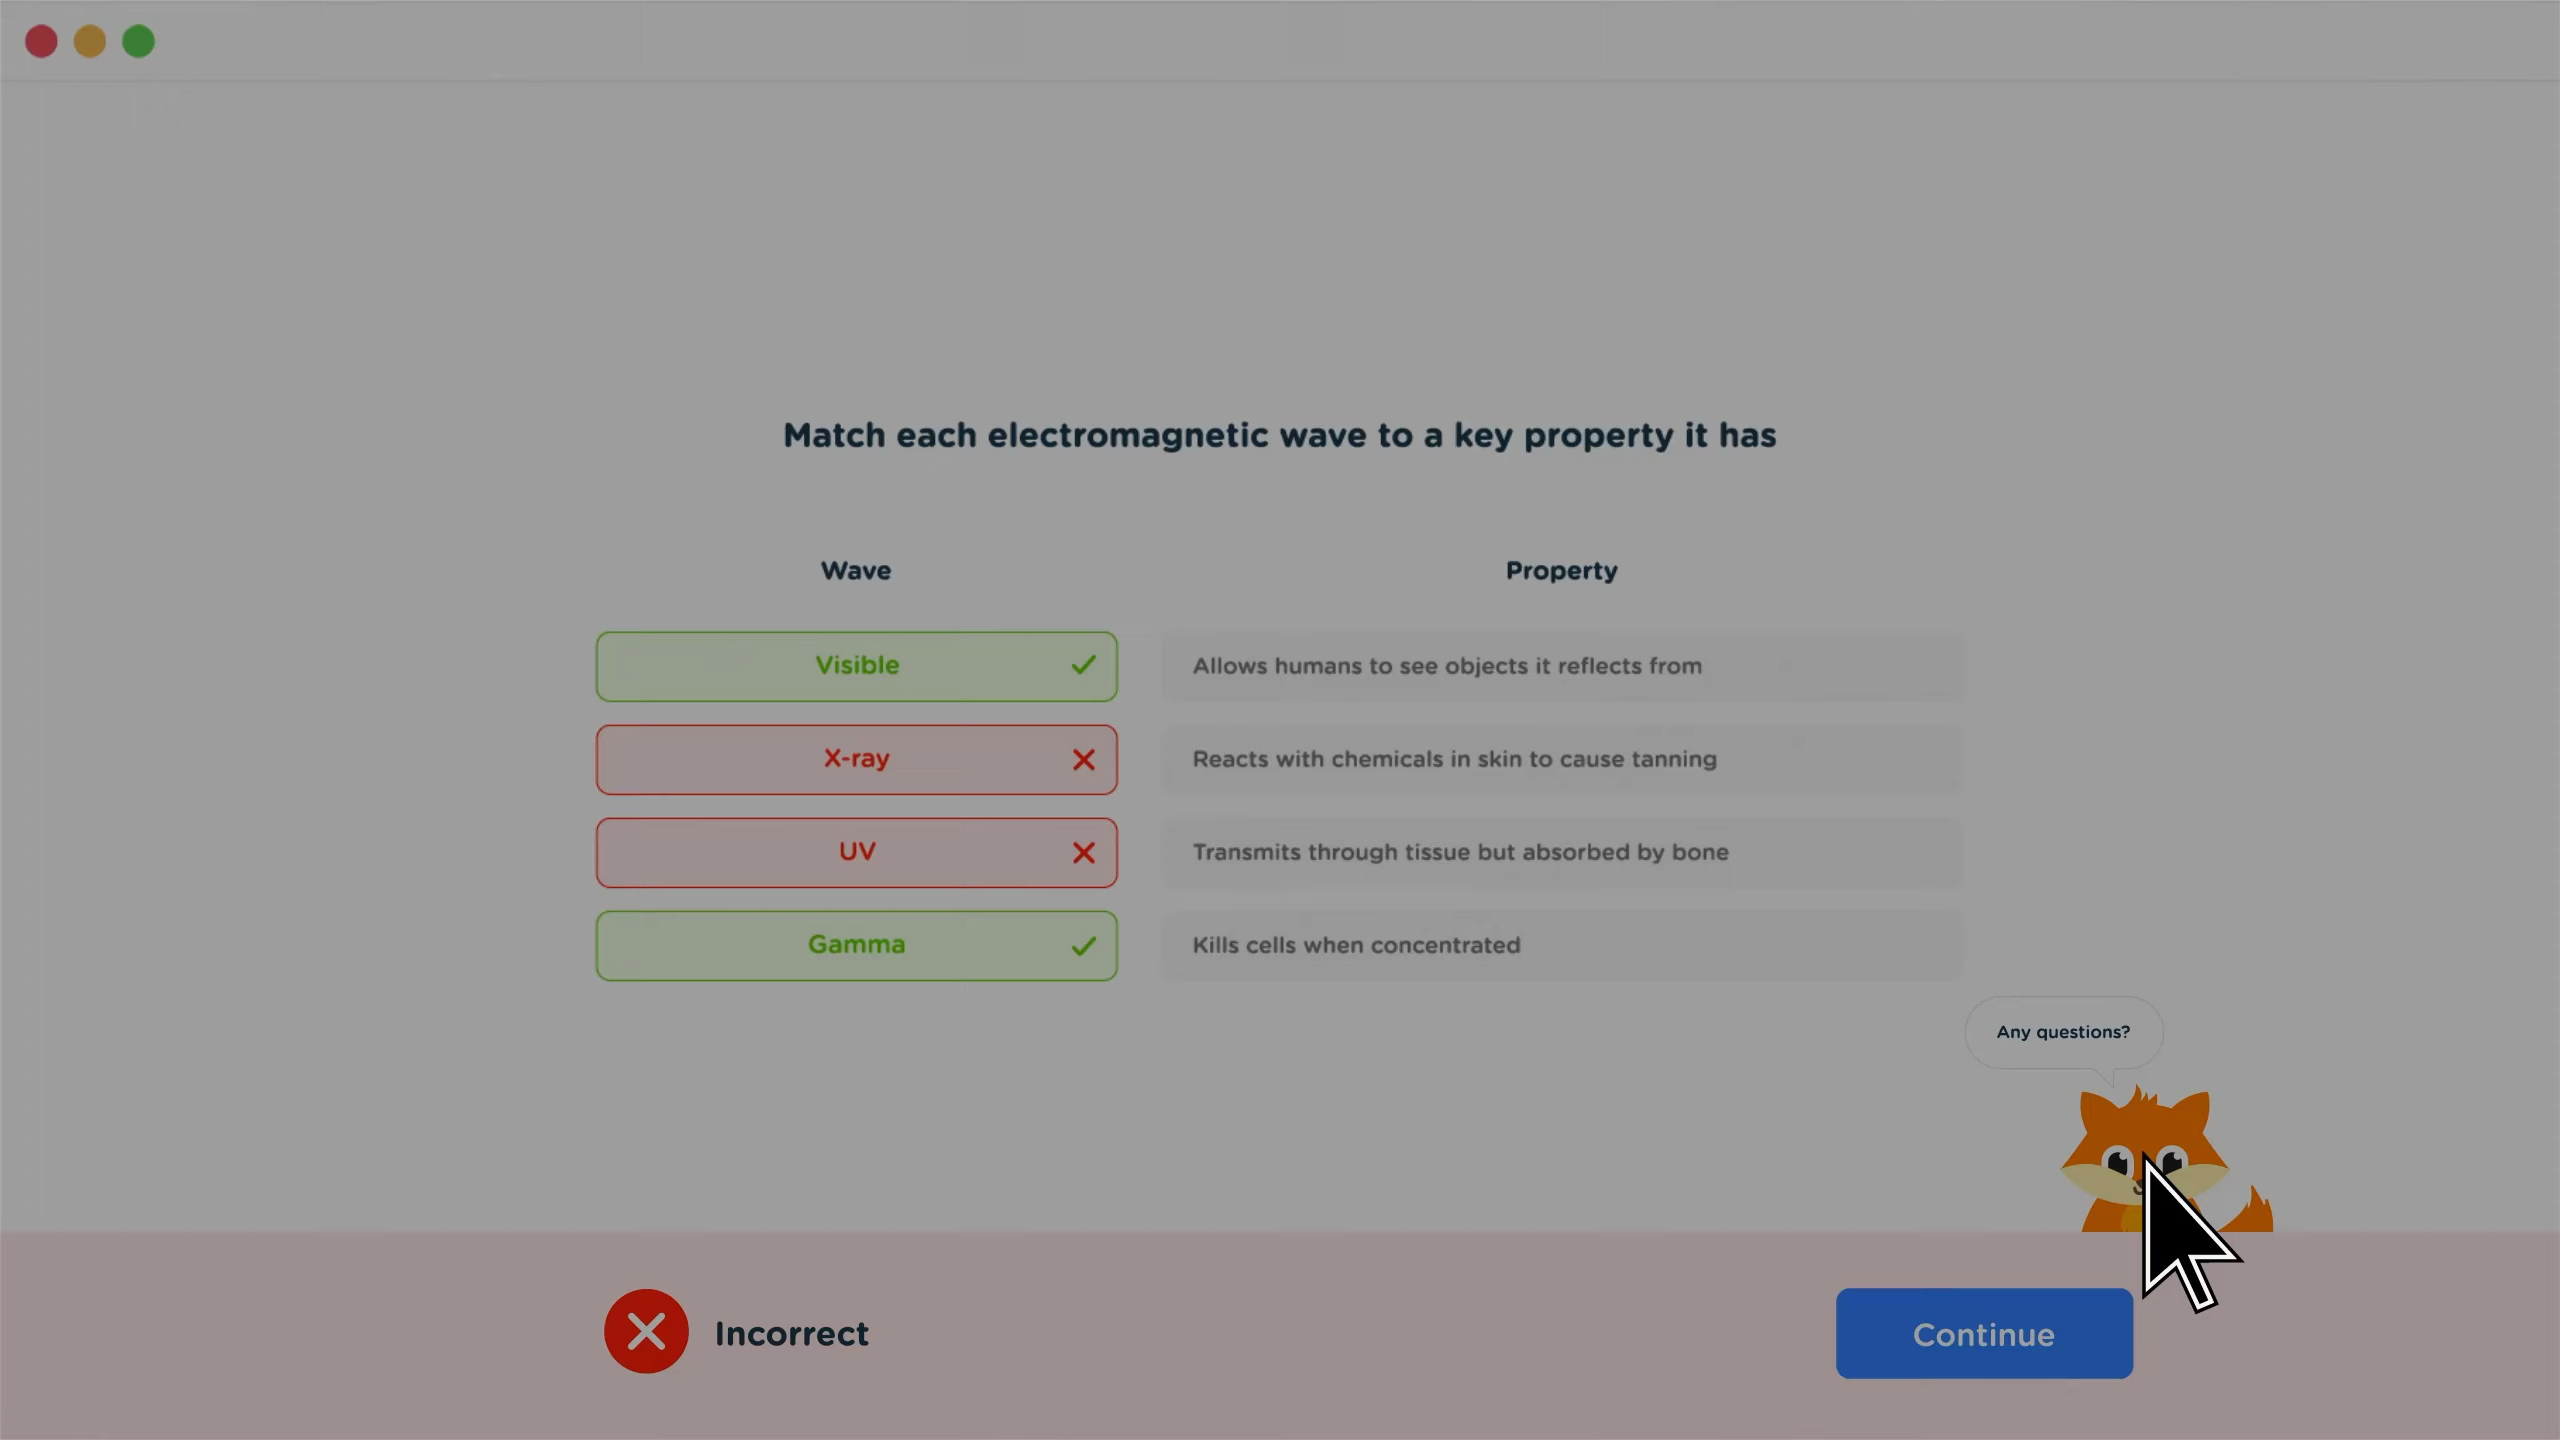 Match each electromagnetic wave to a key property it has
Wave Property
Visible Allows humans to see objects it reflects from
X-ray Reacts with chemicals in skin to cause tanning
UV Transmits through tissue but absorbed by bone
Gamma Kills cells when concentrated
Any questions?
Incorrect
Continue